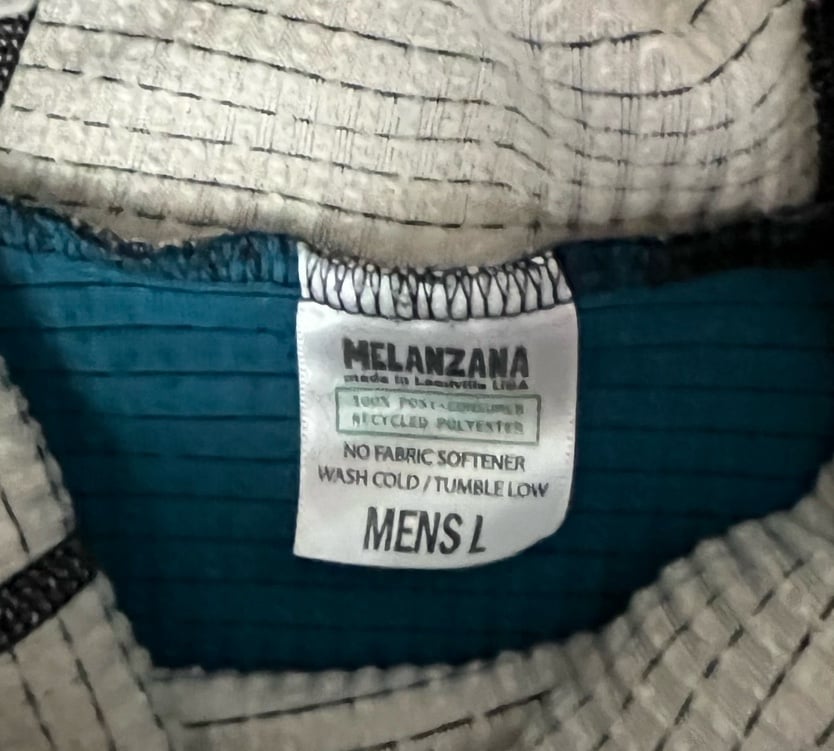 MELANZANA
made in Leadville USA
100% POST-CONSUMER
RECYCLED POLYESTER
NO FABRIC SOFTENER
WASH COLD / TUMBLE LOW
MENS L